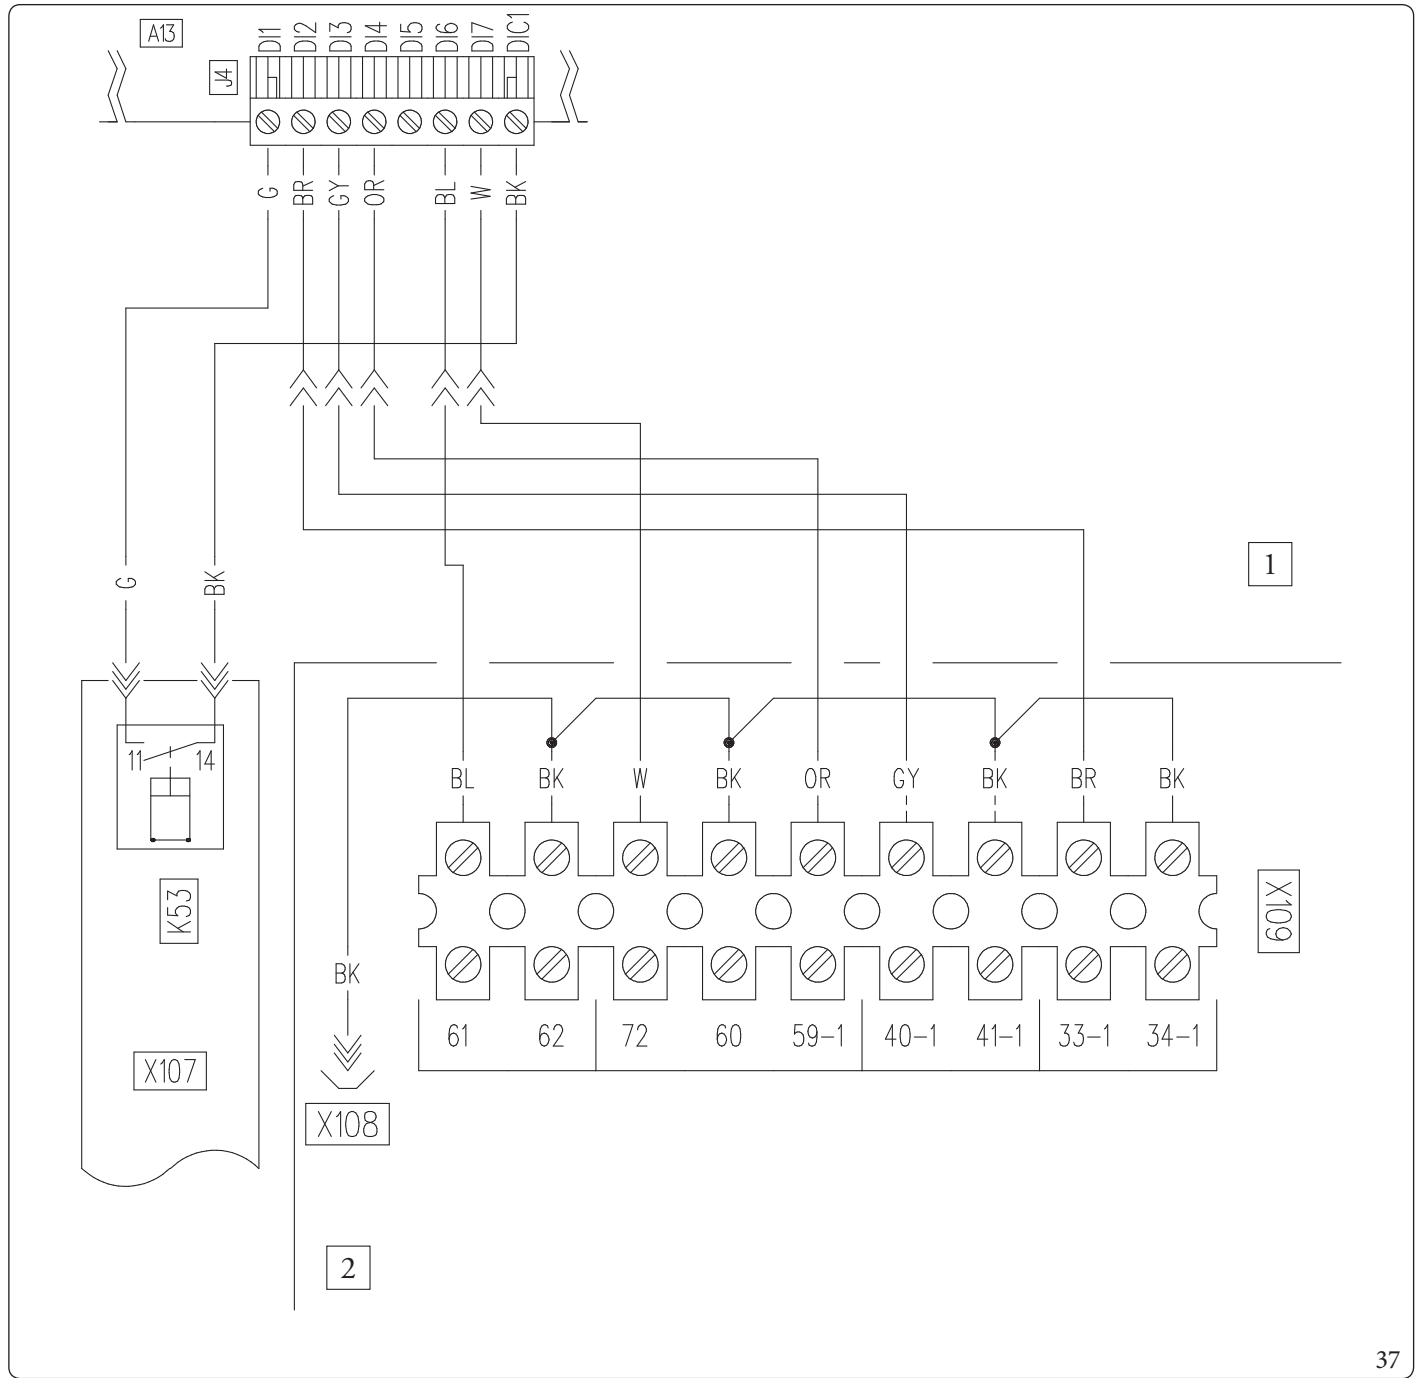 A13
J4
DI1 DI2 DI3 DI4 DI5 DI6 DI7 DIC1
G BR GY OR BL W BK
1
G BK
11 14
BL BK W BK OR GY BK BR BK
K53
X109
BK
61 62 72 60 59-1 40-1 41-1 33-1 34-1
X107
X108
2
37